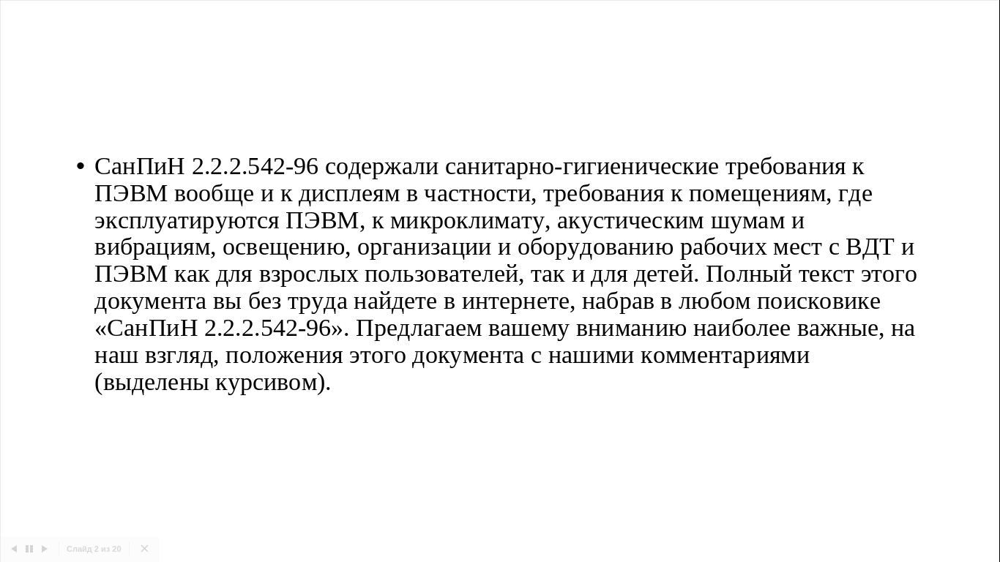 • СанПиН 2.2.2.542-96 содержали санитарно-гигиенические требования к
ПЭВМ вообще и к дисплеям в частности, требования к помещениям, где
эксплуатируются ПЭВМ, к микроклимату, акустическим шумам и
вибрациям, освещению, организации и оборудованию рабочих мест с ВДТ и
ПЭВМ как для взрослых пользователей, так и для детей. Полный текст этого
документа вы без труда найдете в интернете, набрав в любом поисковике
«СанПиН 2.2.2.542-96». Предлагаем вашему вниманию наиболее важные, на
наш взгляд, положения этого документа с нашими комментариями
(выделены курсивом).
Слайд 2 из 20